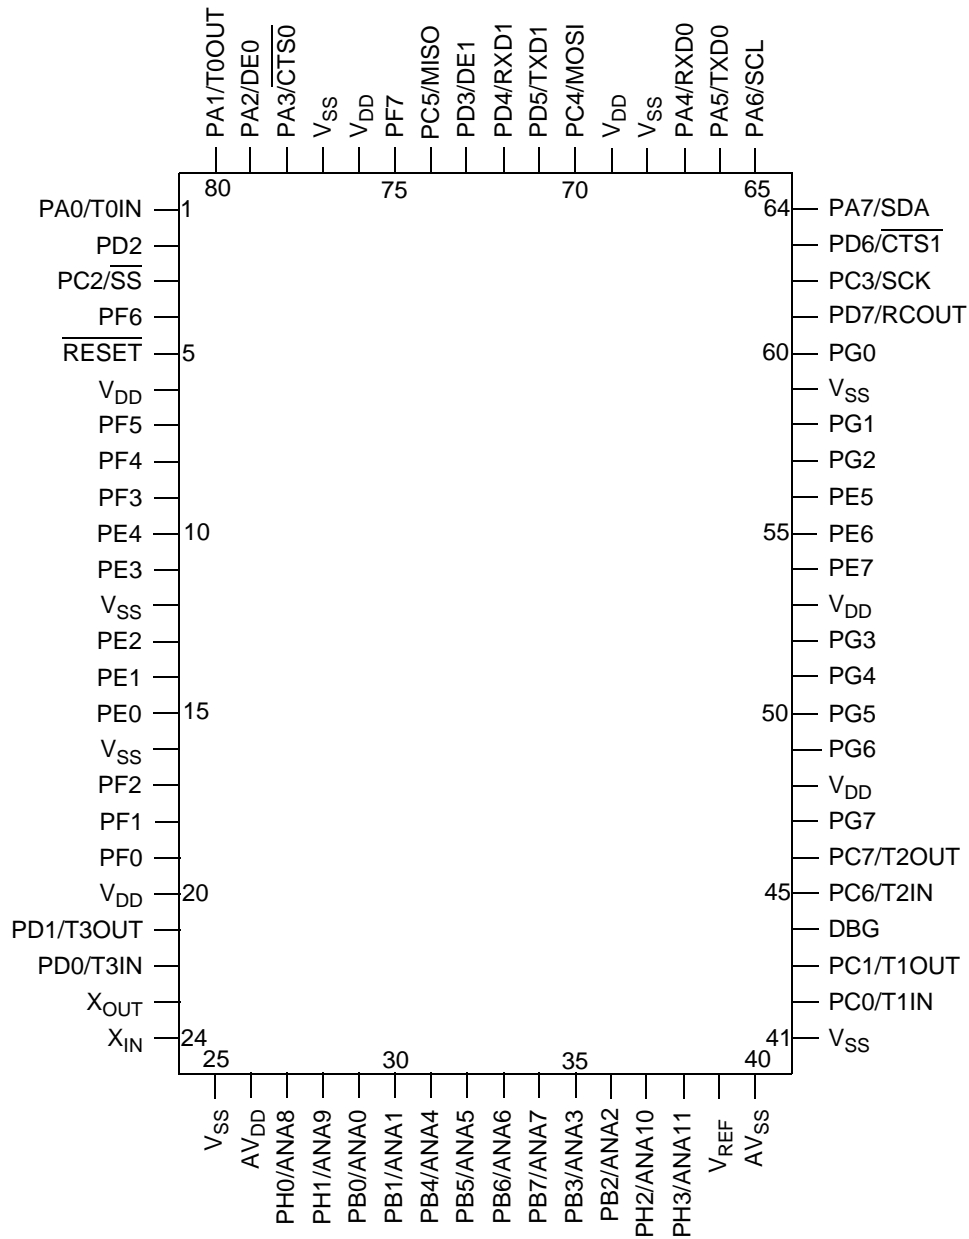 PA1/T0OUT
PA2/DE0
PA3/CTS0
VSS
VDD
PF7
PC5/MISO
PD3/DE1
PD4/RXD1
PD5/TXD1
PC4/MOSI
VDD
VSS
PA4/RXD0
PA5/TXD0
PA6/SCL
80
75
70
65
PA0/T0IN
1
PD2
PC2/SS
PF6
RESET
5
VDD
PF5
PF4
PF3
PE4
10
PE3
VSS
PE2
PE1
PE0
15
VSS
PF2
PF1
PF0
VDD
20
PD1/T3OUT
PD0/T3IN
XOUT
XIN
24
64
PA7/SDA
PD6/CTS1
PC3/SCK
PD7/RCOUT
60
PG0
VSS
PG1
PG2
PE5
55
PE6
PE7
VDD
PG3
PG4
50
PG5
PG6
VDD
PG7
PC7/T2OUT
45
PC6/T2IN
DBG
PC1/T1OUT
PC0/T1IN
41
VSS
25
30
35
40
VSS
AVDD
PH0/ANA8
PH1/ANA9
PB0/ANA0
PB1/ANA1
PB4/ANA4
PB5/ANA5
PB6/ANA6
PB7/ANA7
PB3/ANA3
PB2/ANA2
PH2/ANA10
PH3/ANA11
VREF
AVSS